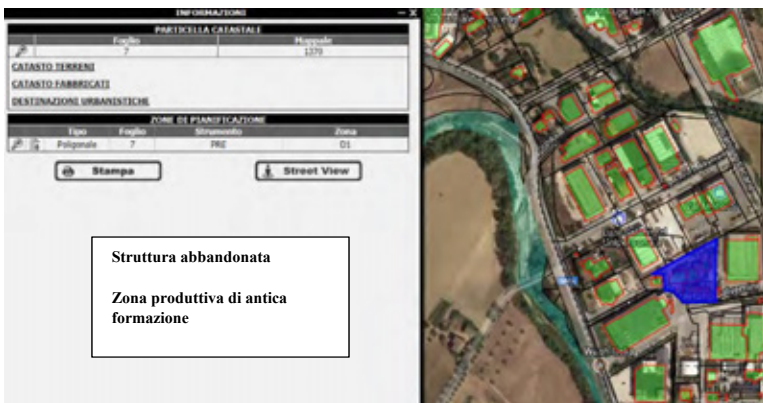 INFORMAZIONI — X
PARTICELLA CATASTALE
Foglio Mappale
7 1370
CATASTO TERRENI
CATASTO FABBRICATI
DESTINAZIONI URBANISTICHE
ZONE DI PIANIFICAZIONE
Tipo Foglio Strumento Zona
Poligonale 7 PRE D1
Stampa Street View
Struttura abbandonata
Zona produttiva di antica
formazione